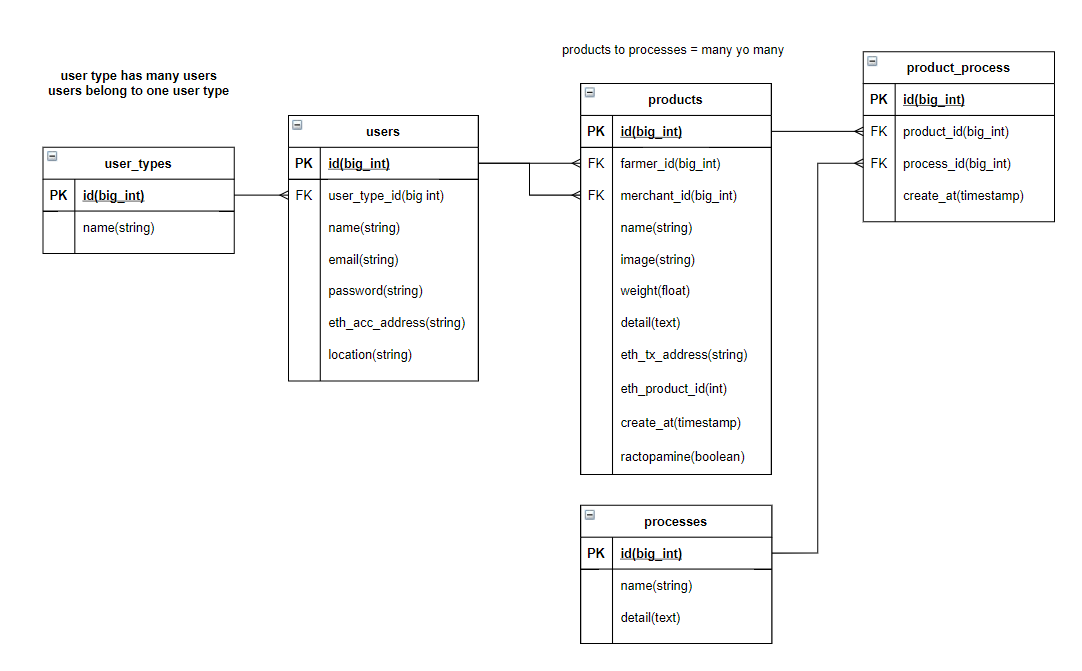 user type has many users
users belong to one user type
user_types
PK id(big_int)
name(string)
users
PK id(big_int)
FK user_type_id(big int)
name(string)
email(string)
password(string)
eth_acc_address(string)
location(string)
products to processes = many yo many
products
PK id(big_int)
FK farmer_id(big_int)
FK merchant_id(big_int)
name(string)
image(string)
weight(float)
detail(text)
eth_tx_address(string)
eth_product_id(int)
create_at(timestamp)
ractopamine(boolean)
processes
PK id(big_int)
name(string)
detail(text)
product_process
PK id(big_int)
FK product_id(big_int)
FK process_id(big_int)
create_at(timestamp)